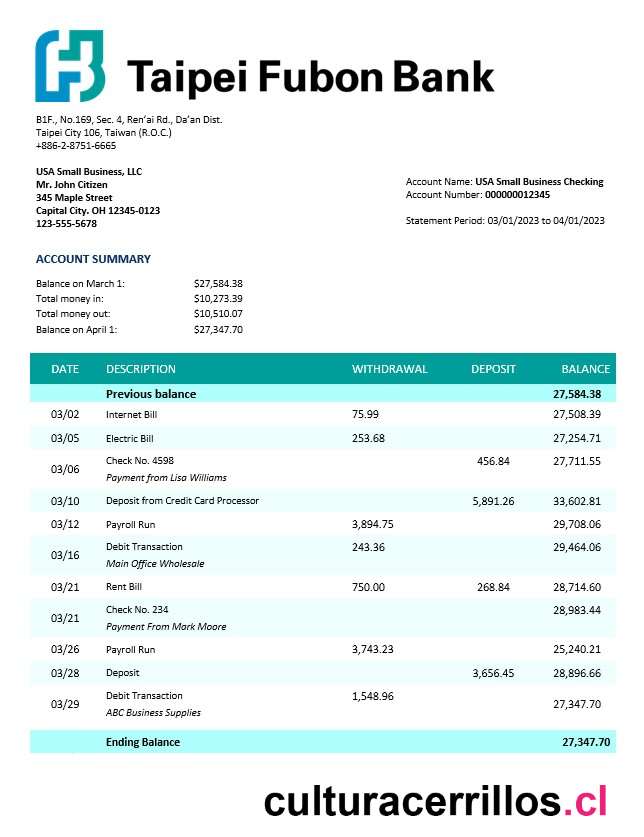 Taipei Fubon Bank
B1F., No.169, Sec. 4, Ren'ai Rd., Da'an Dist.
Taipei City 106, Taiwan (R.O.C.)
+886-2-8751-6665
USA Small Business, LLC
Mr. John Citizen
345 Maple Street
Capital City. OH 12345-0123
123-555-5678
Account Name: USA Small Business Checking
Account Number: 000000012345
Statement Period: 03/01/2023 to 04/01/2023
ACCOUNT SUMMARY
Balance on March 1: $27,584.38
Total money in: $10,273.39
Total money out: $10,510.07
Balance on April 1: $27,347.70
DATE DESCRIPTION WITHDRAWAL DEPOSIT BALANCE
Previous balance 27,584.38
03/02 Internet Bill 75.99 27,508.39
03/05 Electric Bill 253.68 27,254.71
03/06 Check No. 4598 456.84 27,711.55
Payment from Lisa Williams
03/10 Deposit from Credit Card Processor 5,891.26 33,602.81
03/12 Payroll Run 3,894.75 29,708.06
03/16 Debit Transaction 243.36 29,464.06
Main Office Wholesale
03/21 Rent Bill 750.00 268.84 28,714.60
03/21 Check No. 234 28,983.44
Payment From Mark Moore
03/26 Payroll Run 3,743.23 25,240.21
03/28 Deposit 3,656.45 28,896.66
03/29 Debit Transaction 1,548.96 27,347.70
ABC Business Supplies
Ending Balance 27,347.70
culturacerrillos.cl